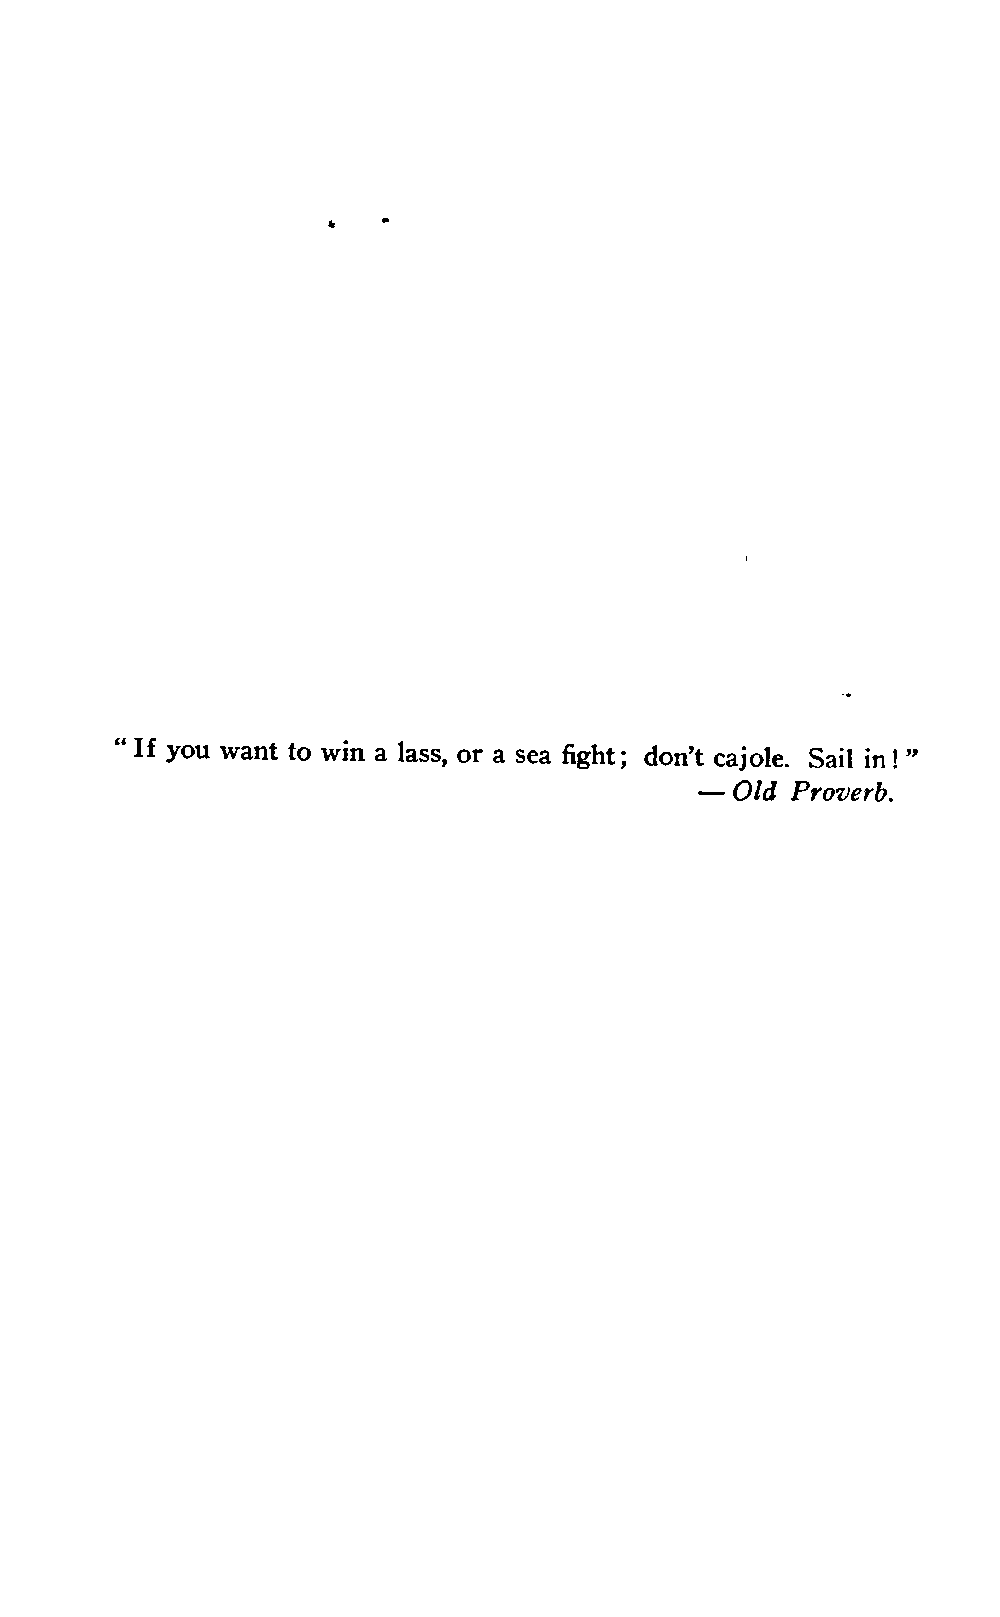 “If you want to win a lass, or a sea fight; don't cajole. Sail in!”
— Old Proverb.